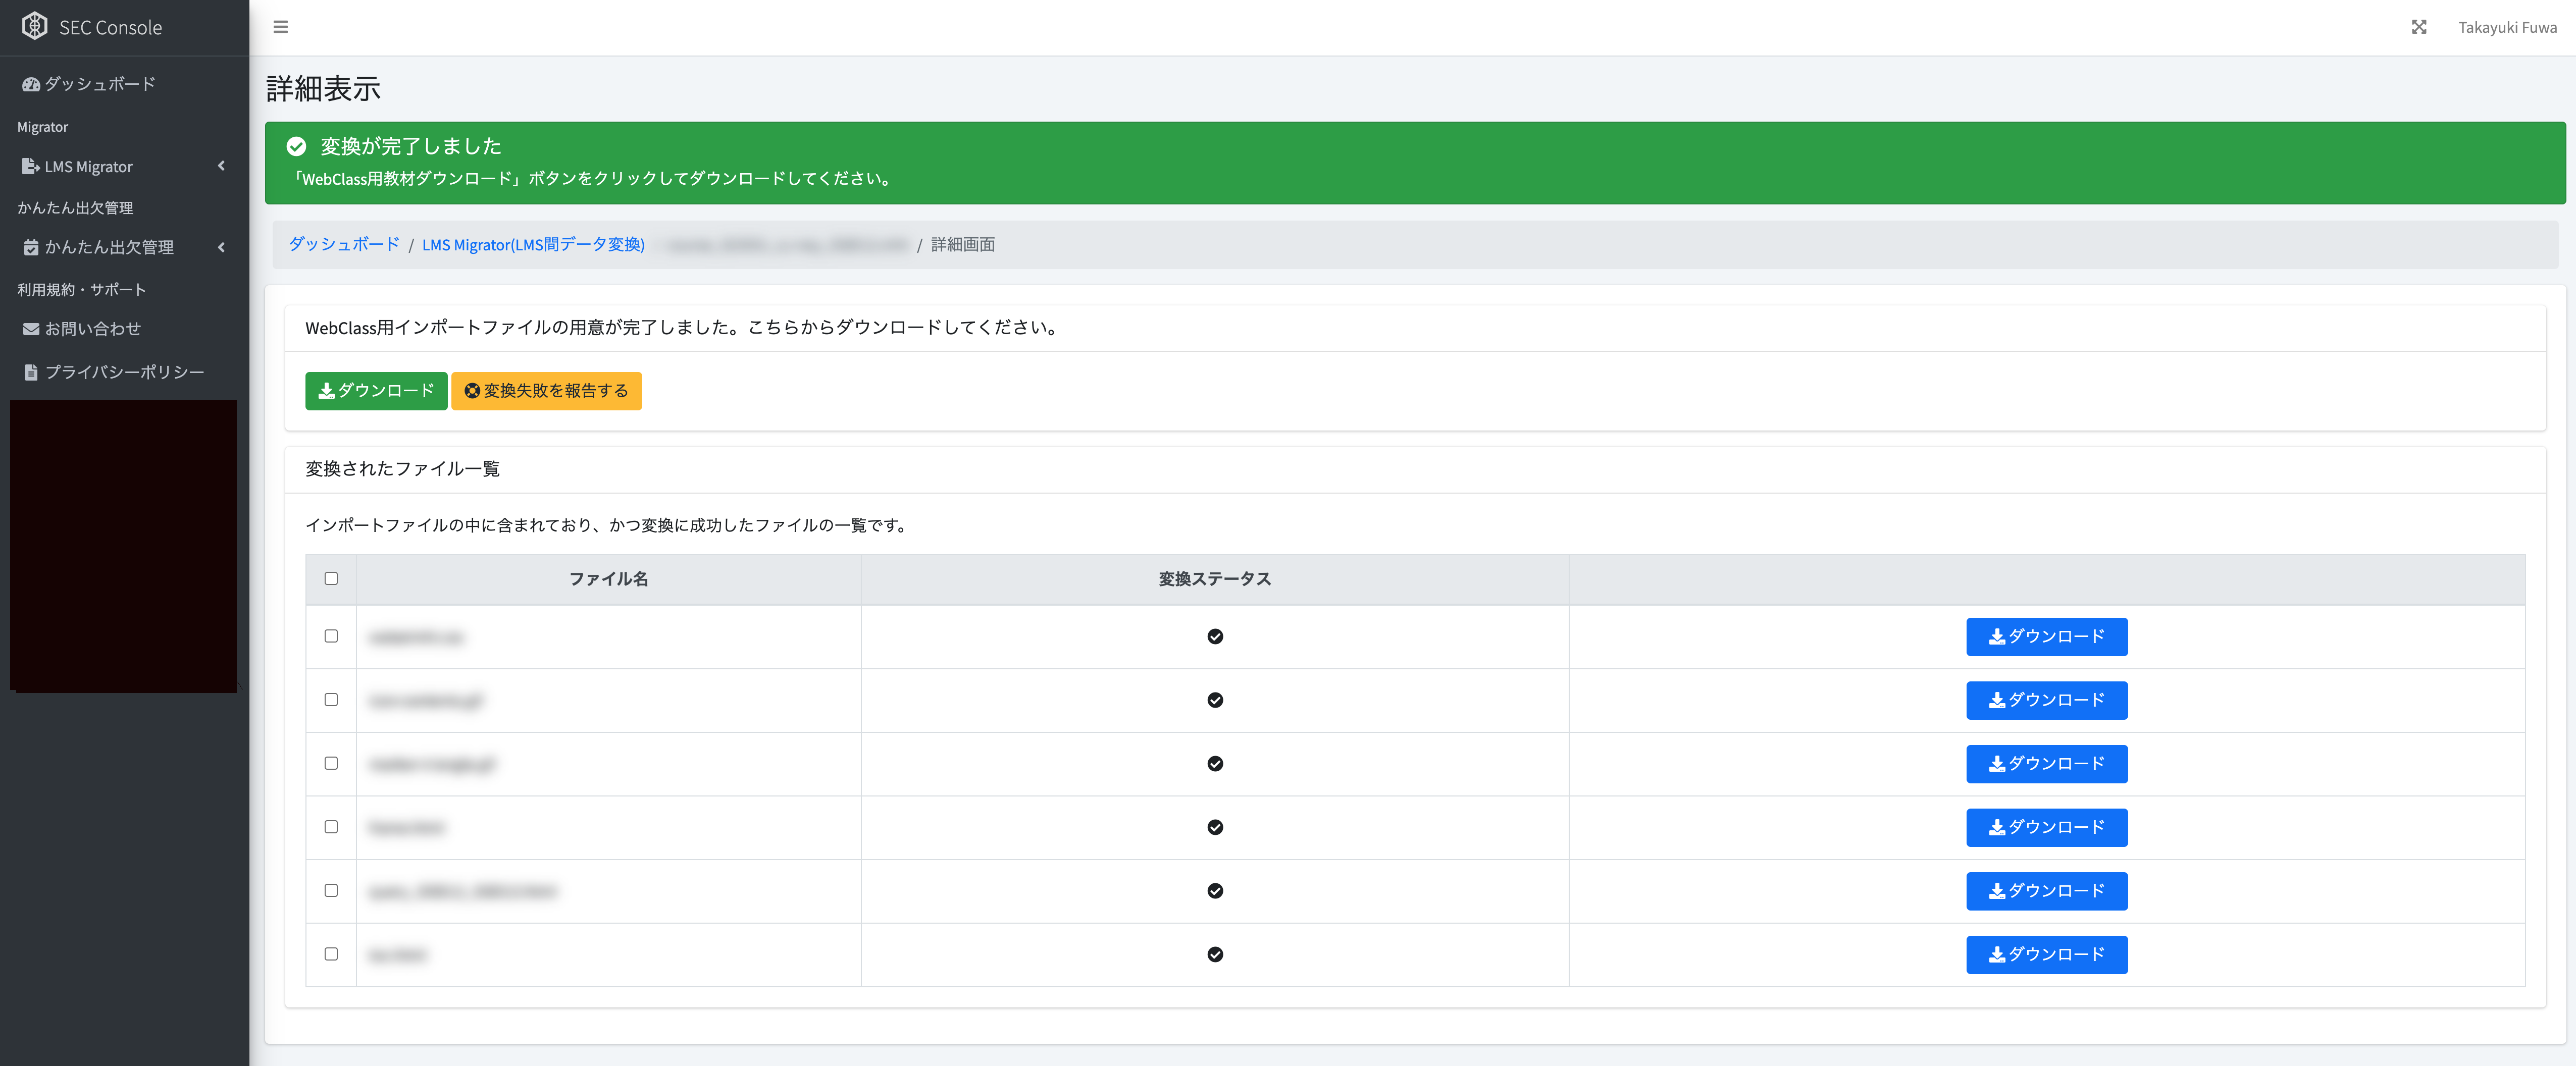 SEC Console
Takayuki Fuwa
ダッシュボード
Migrator
LMS Migrator
かんたん出欠管理
かんたん出欠管理
利用規約・サポート
お問い合わせ
プライバシーポリシー
詳細表示
変換が完了しました
「WebClass用教材ダウンロード」ボタンをクリックしてダウンロードしてください。
ダッシュボード / LMS Migrator(LMS間データ変換) / 詳細画面
WebClass用インポートファイルの用意が完了しました。こちらからダウンロードしてください。
ダウンロード 変換失敗を報告する
変換されたファイル一覧
インポートファイルの中に含まれており、かつ変換に成功したファイルの一覧です。
ファイル名 変換ステータス
ダウンロード
ダウンロード
ダウンロード
ダウンロード
ダウンロード
ダウンロード